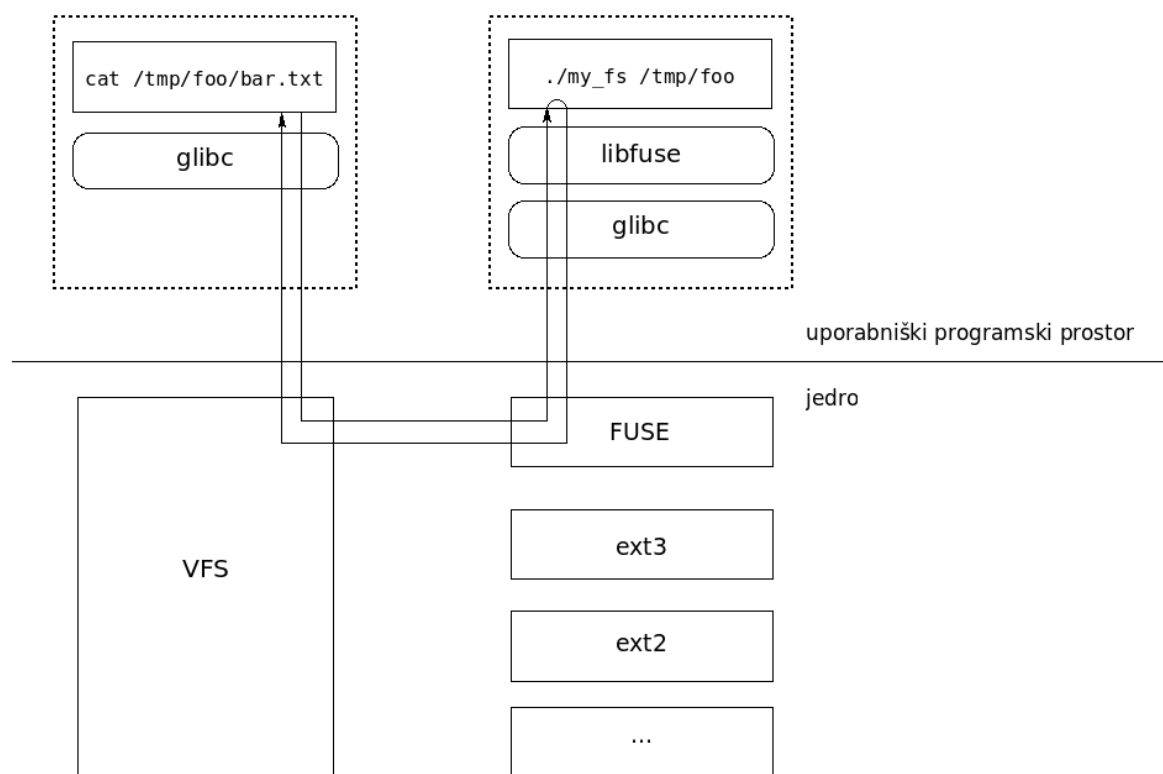 cat /tmp/foo/bar.txt
glibc
./my_fs /tmp/foo
libfuse
glibc
uporabniški programski prostor
jedro
VFS
FUSE
ext3
ext2
...